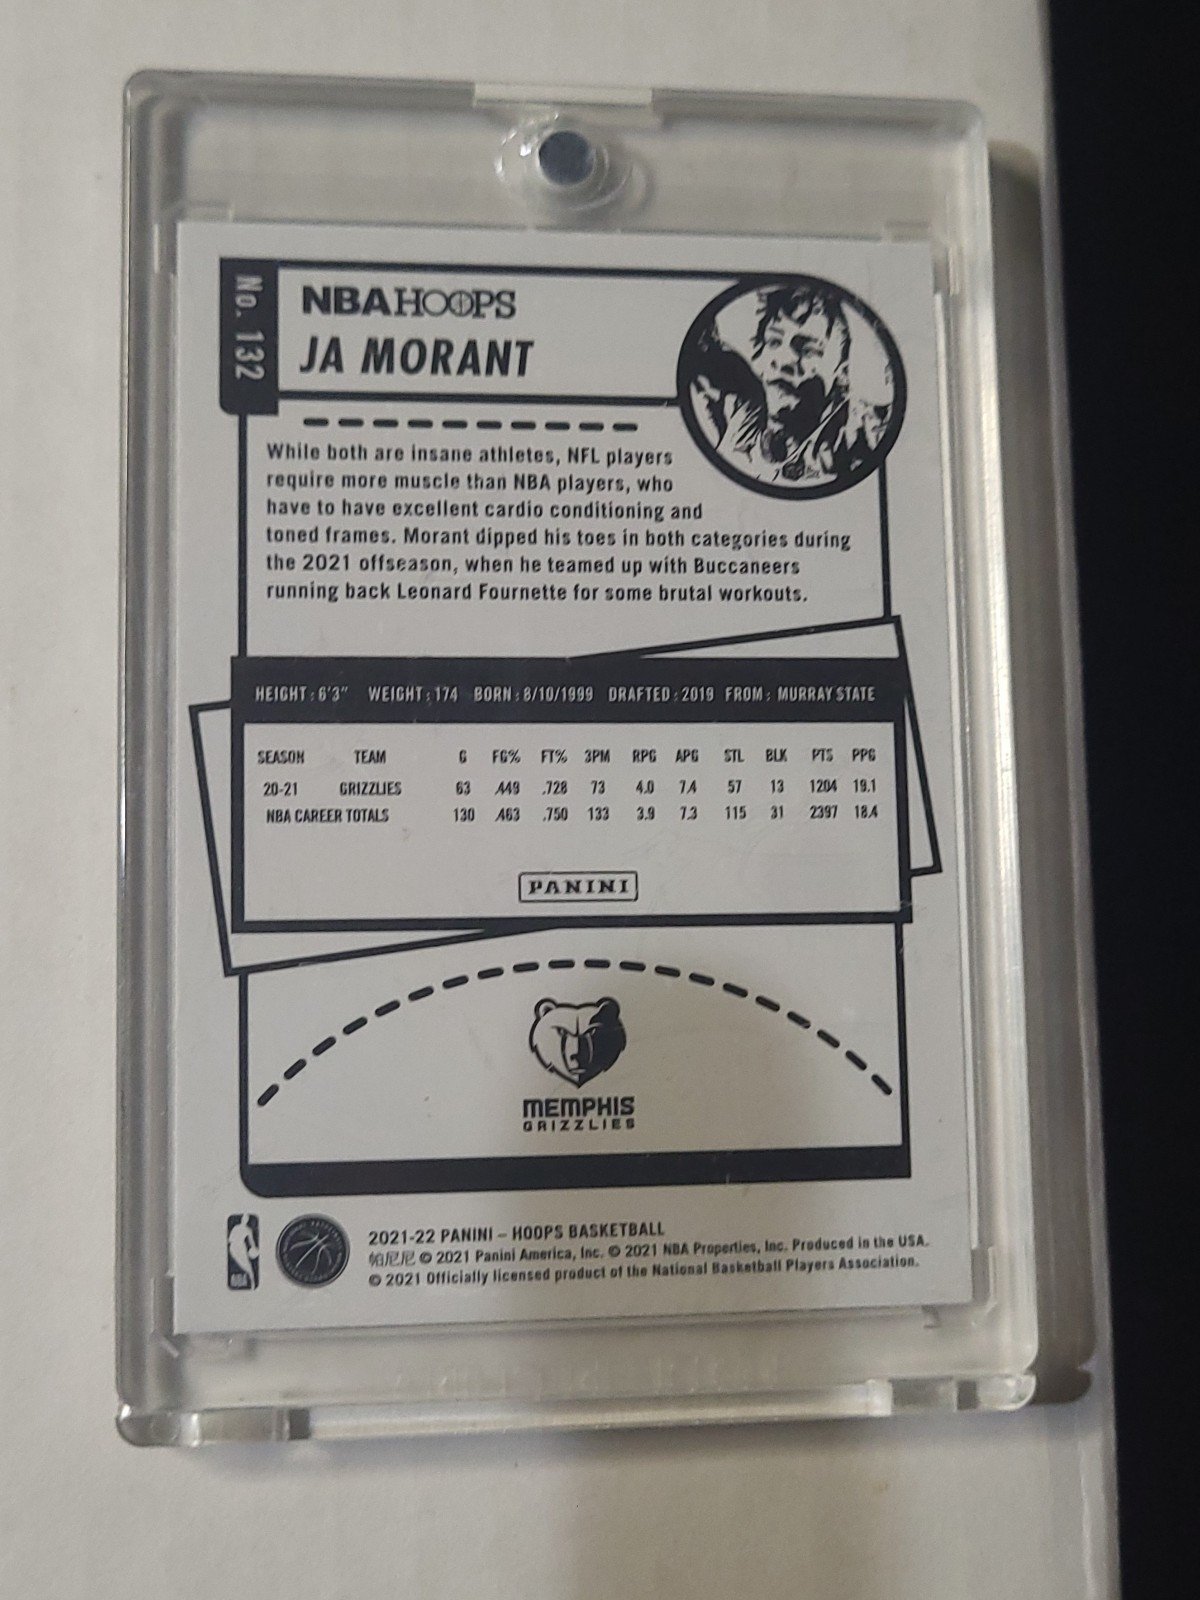 No. 132
NBA HOOPS
JA MORANT
While both are insane athletes, NFL players
require more muscle than NBA players, who
have to have excellent cardio conditioning and
toned frames. Morant dipped his toes in both categories during
the 2021 offseason, when he teamed up with Buccaneers
running back Leonard Fournette for some brutal workouts.
HEIGHT: 6'3" WEIGHT: 174 BORN: 8/10/1999 DRAFTED: 2019 FROM: MURRAY STATE
SEASON TEAM G FG% FT% 3PM RPG APG STL BLK PTS PPG
20-21 GRIZZLIES 63 .449 .728 73 4.0 7.4 57 13 1204 19.1
NBA CAREER TOTALS 130 .463 .750 133 3.9 7.3 115 31 2397 18.4
PANINI
MEMPHIS
GRIZZLIES
NBA
2021-22 PANINI – HOOPS BASKETBALL
帕尼尼 © 2021 Panini America, Inc. © 2021 NBA Properties, Inc. Produced in the USA.
© 2021 Officially licensed product of the National Basketball Players Association.